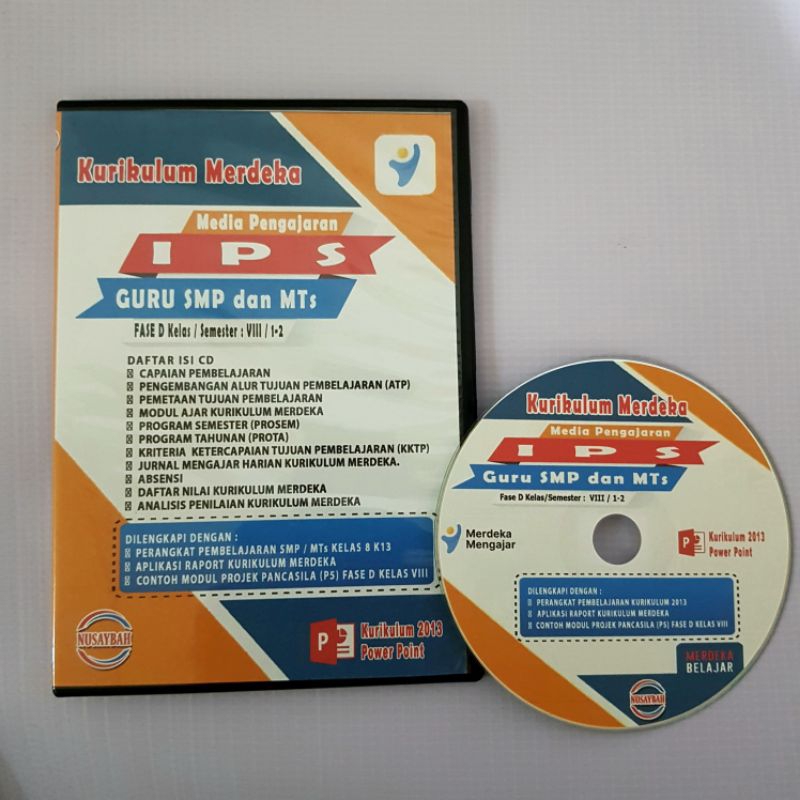 Kurikulum Merdeka
Media Pengajaran
IPS
GURU SMP dan MTs
FASE D Kelas / Semester : VIII / 1-2
DAFTAR ISI CD
CAPAIAN PEMBELAJARAN
PENGEMBANGAN ALUR TUJUAN PEMBELAJARAN (ATP)
PEMETAAN TUJUAN PEMBELAJARAN
MODUL AJAR KURIKULUM MERDEKA
PROGRAM SEMESTER (PROSEM)
PROGRAM TAHUNAN (PROTA)
KRITERIA KETERCAPAIAN TUJUAN PEMBELAJARAN (KKTP)
JURNAL MENGAJAR HARIAN KURIKULUM MERDEKA.
ABSENSI
DAFTAR NILAI KURIKULUM MERDEKA
ANALISIS PENILAIAN KURIKULUM MERDEKA
DILENGKAPI DENGAN :
PERANGKAT PEMBELAJARAN SMP / MTs KELAS 8 K13
APLIKASI RAPORT KURIKULUM MERDEKA
CONTOH MODUL PROJEK PANCASILA (PS) FASE D KELAS VIII
NUSAYBAH
P
Kurikulum 2013
Power Point
Kurikulum Merdeka
Media Pengajaran
IPS
Guru SMP dan MTs
Fase D Kelas/Semester : VIII / 1-2
Merdeka
Mengajar
P
Kurikulum 2013
Power Point
DILENGKAPI DENGAN :
PERANGKAT PEMBELAJARAN KURIKULUM 2013
APLIKASI RAPORT KURIKULUM MERDEKA
CONTOH MODUL PROJEK PANCASILA (PS) FASE D KELAS VIII
MERDEKA
BELAJAR
NUSAYBAH